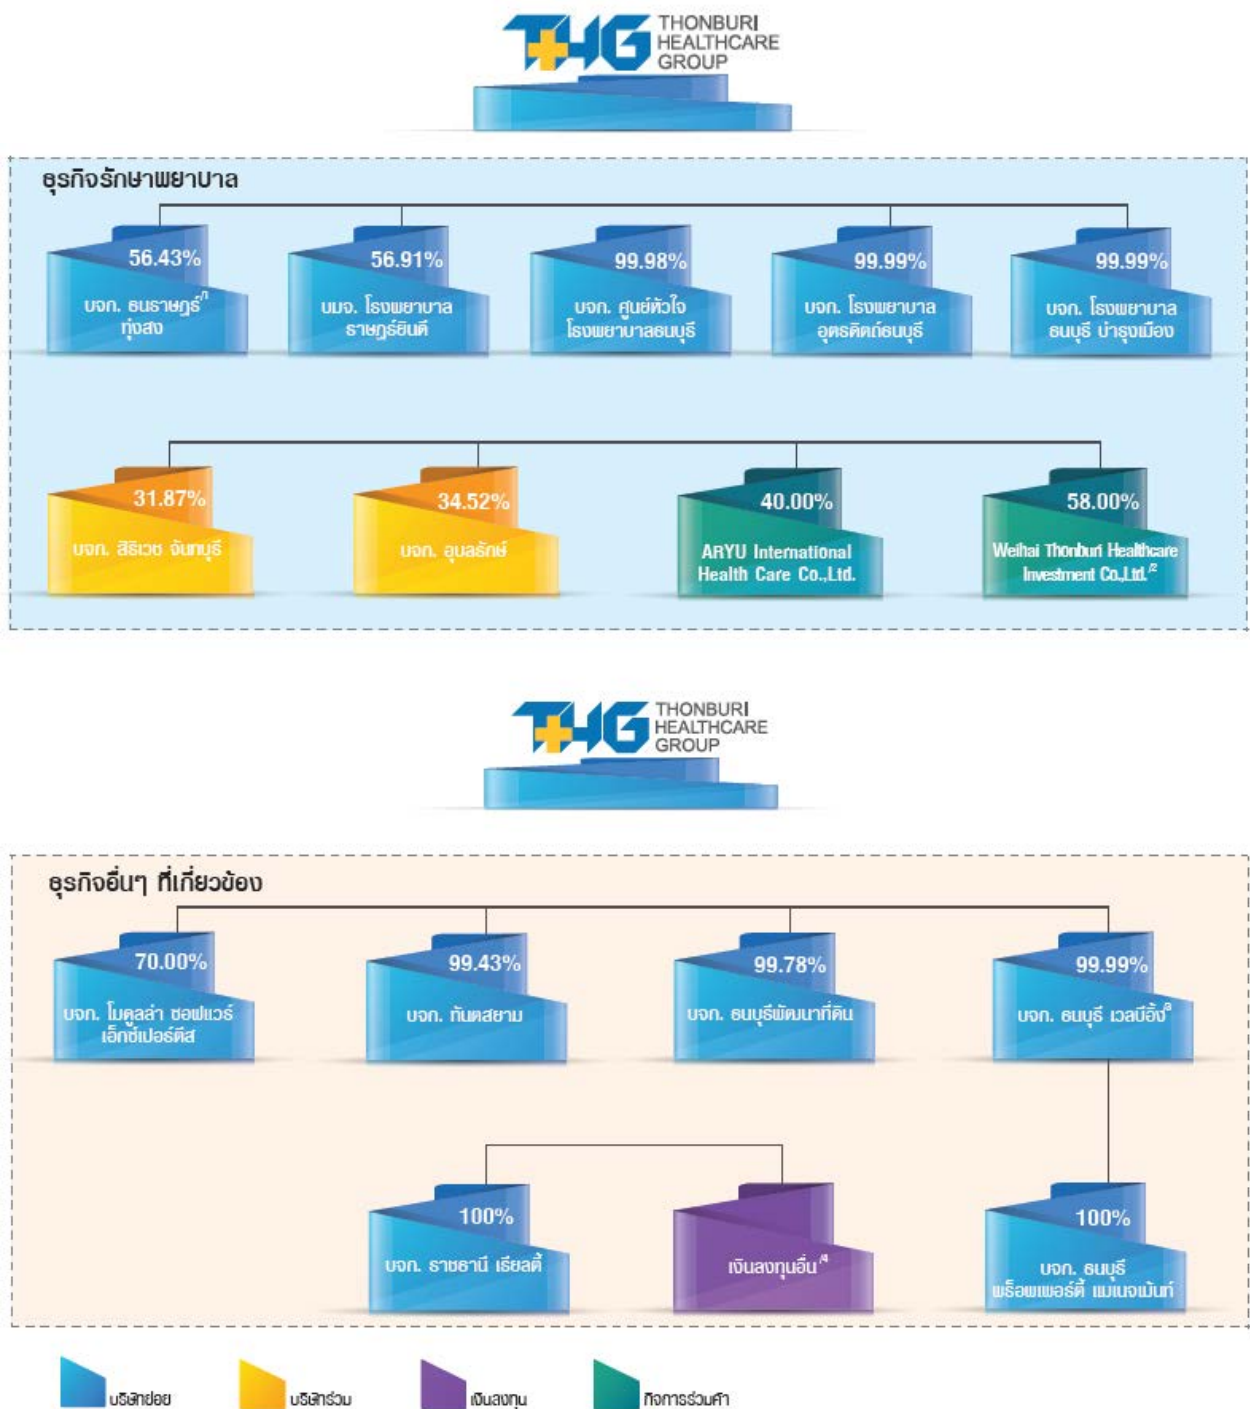 THG THONBURI
HEALTHCARE
GROUP
ธุรกิจรักษาพยาบาล
56.43%
บจก. ธนราษฎร์/1
ทุ่งสง
56.91%
บมจ. โรงพยาบาล
ราษฎร์ยินดี
99.98%
บจก. ศูนย์หัวใจ
โรงพยาบาลธนบุรี
99.99%
บจก. โรงพยาบาล
อุตรดิตถ์ธนบุรี
99.99%
บจก. โรงพยาบาล
ธนบุรี บำรุงเมือง
31.87%
บจก. สิริเวช จันทบุรี
34.52%
บจก. อุบลรักษ์
40.00%
ARYU International
Health Care Co.,Ltd.
58.00%
Weihai Thonburi Healthcare
Investment Co.,Ltd./2
THG THONBURI
HEALTHCARE
GROUP
ธุรกิจอื่นๆ ที่เกี่ยวข้อง
70.00%
บจก. โมดูลล่า ซอฟแวร์
เอ็กซ์เปอร์ตีส
99.43%
บจก. ทันตสยาม
99.78%
บจก. ธนบุรีพัฒนาที่ดิน
99.99%
บจก. ธนบุรี เวลบีอิ้ง/3
100%
บจก. ราชธานี เรียลตี้
เงินลงทุนอื่น/4
100%
บจก. ธนบุรี
พร็อพเพอร์ตี้ แมเนจเม้นท์
บริษัทย่อย
บริษัทร่วม
เงินลงทุน
กิจการร่วมค้า